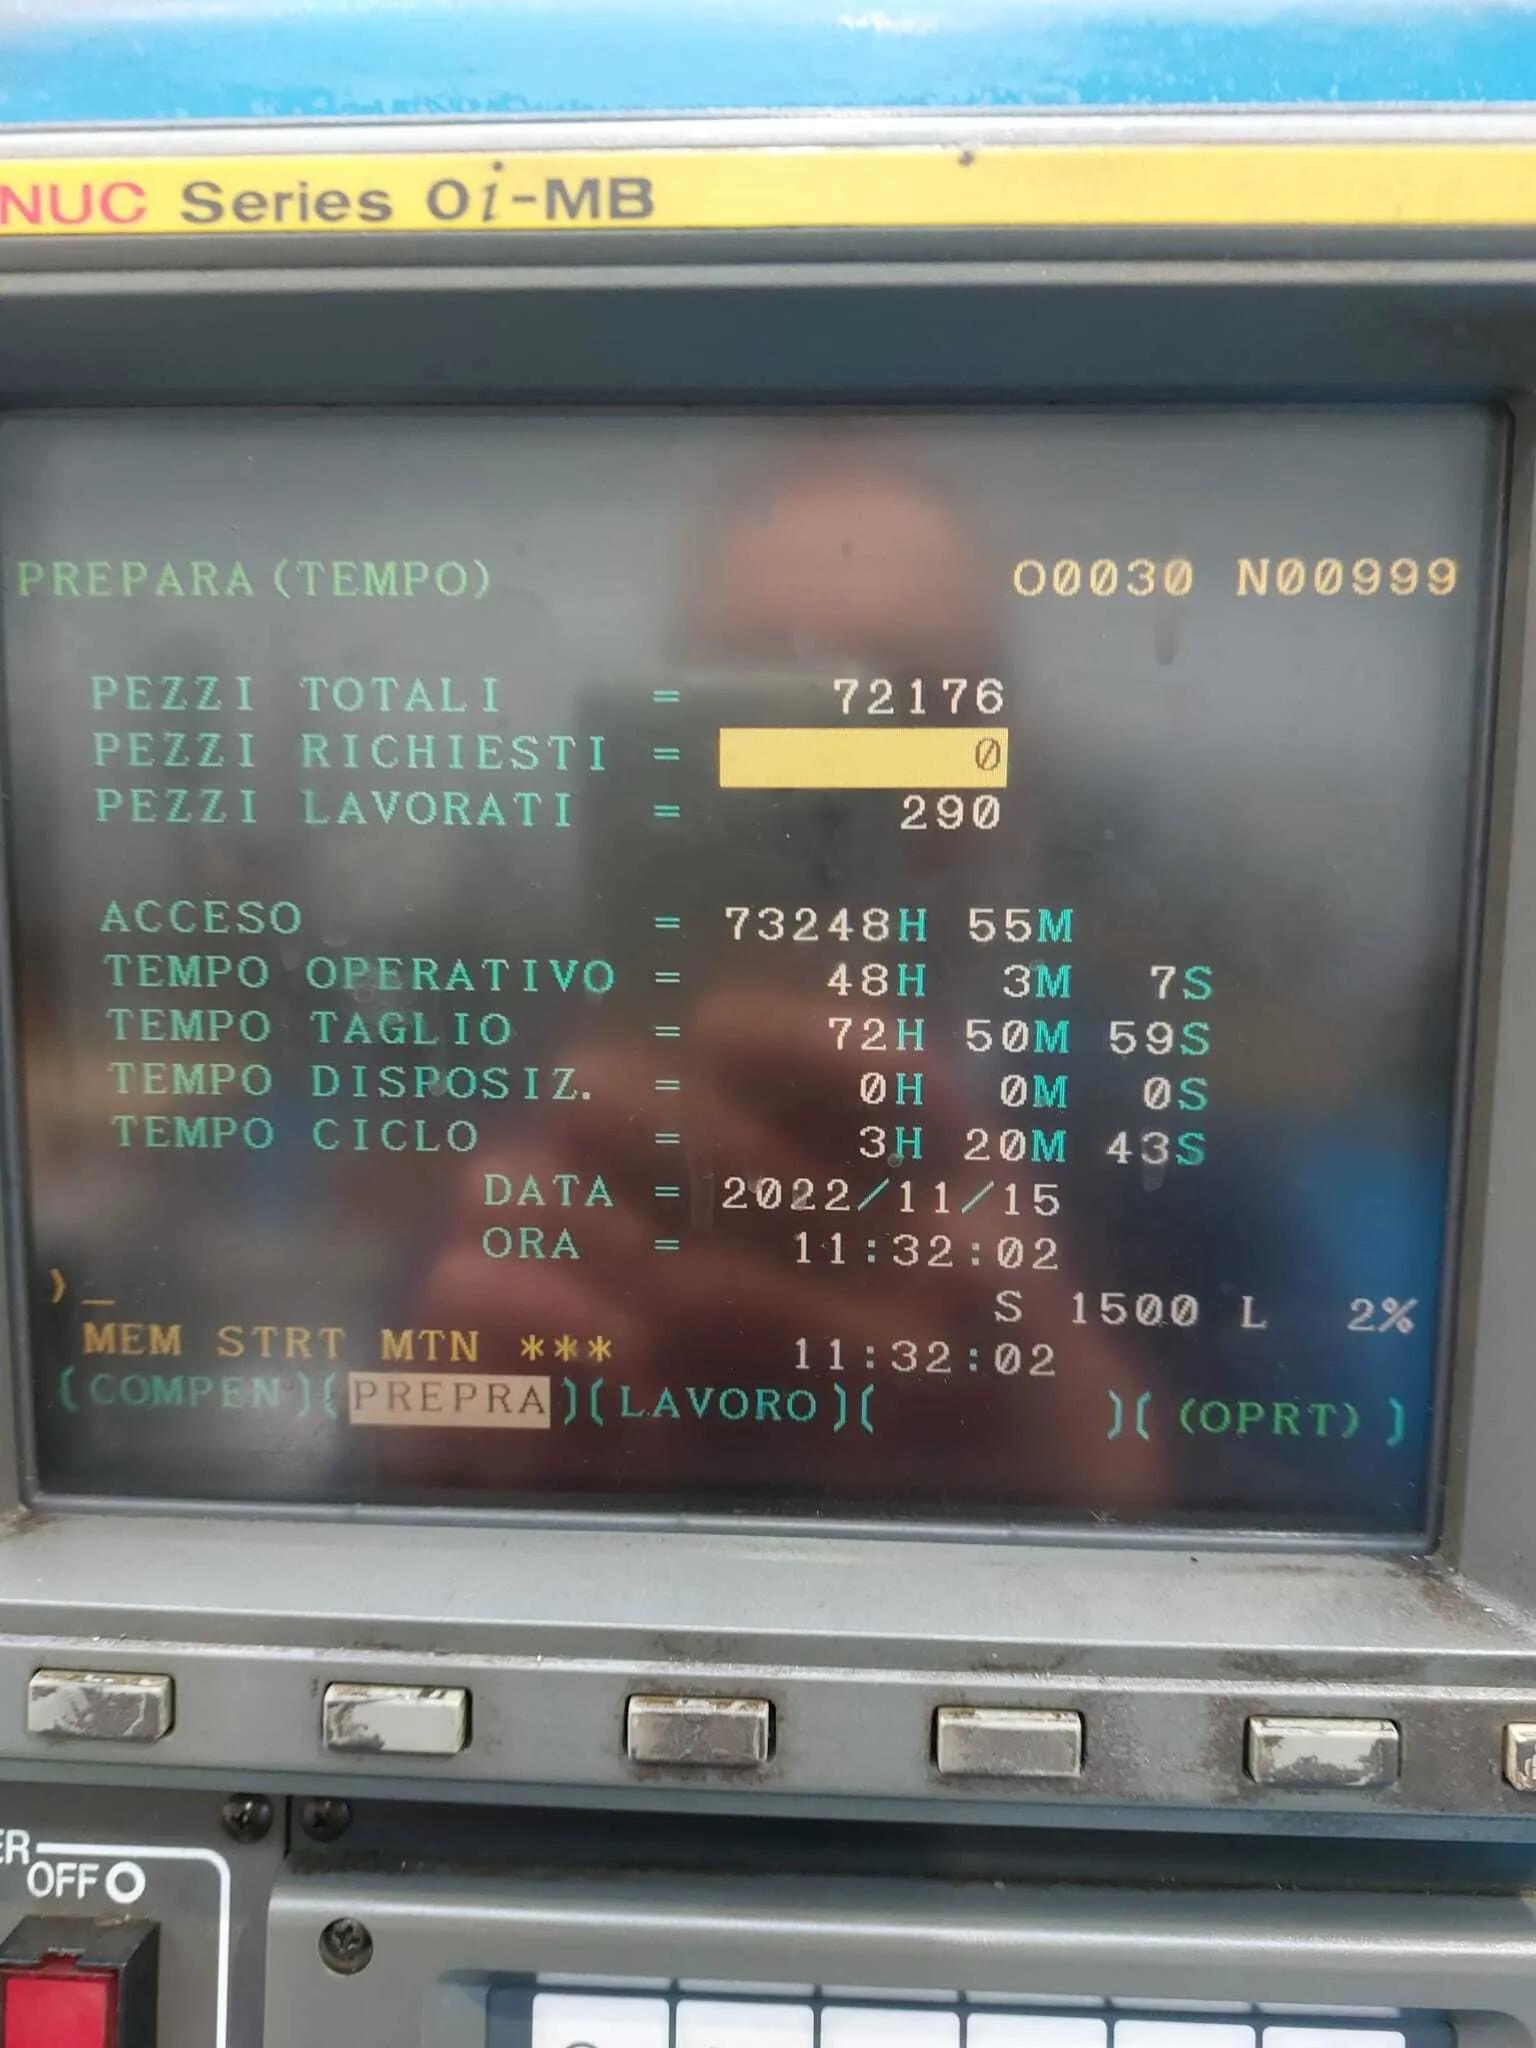 NUC Series 0i-MB
PREPARA(TEMPO) O0030 N00999
PEZZI TOTALI = 72176
PEZZI RICHIESTI = 0
PEZZI LAVORATI = 290
ACCESO = 73248H 55M
TEMPO OPERATIVO = 48H 3M 7S
TEMPO TAGLIO = 72H 50M 59S
TEMPO DISPOSIZ. = 0H 0M 0S
TEMPO CICLO = 3H 20M 43S
DATA = 2022/11/15
ORA = 11:32:02
>_ S 1500 L 2%
MEM STRT MTN *** 11:32:02
(COMPEN)(PREPRA)(LAVORO)( )((OPRT))
ER
OFF